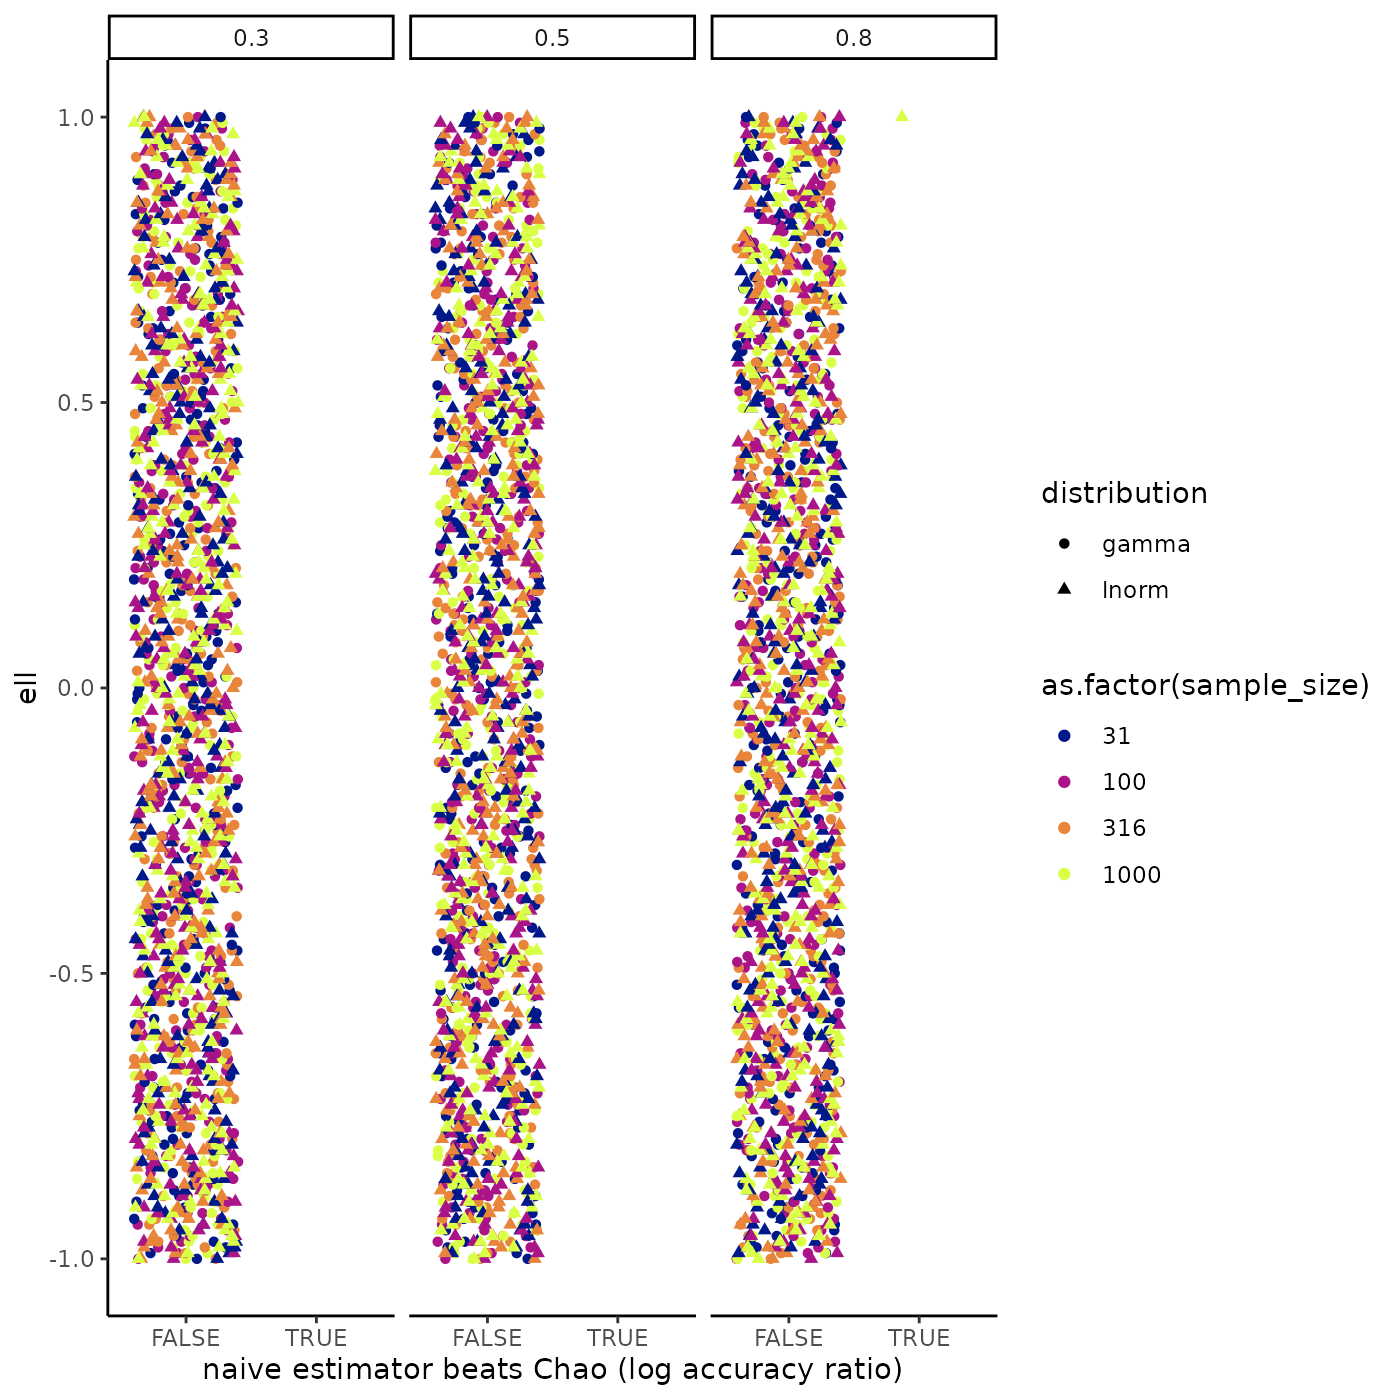 0.3 0.5 0.8
1.0
0.5
0.0
-0.5
-1.0
ell
FALSE TRUE FALSE TRUE FALSE TRUE
naive estimator beats Chao (log accuracy ratio)
distribution
gamma
lnorm
as.factor(sample_size)
31
100
316
1000